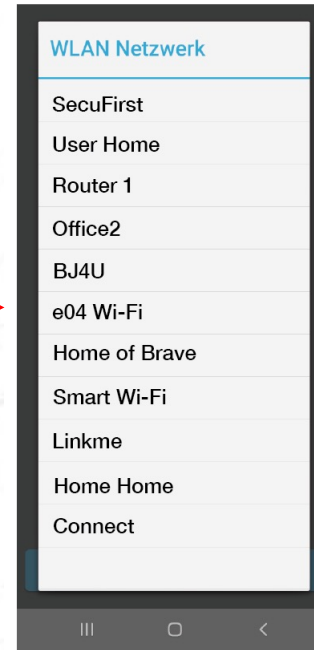 WLAN Netzwerk
SecuFirst
User Home
Router 1
Office2
BJ4U
e04 Wi-Fi
Home of Brave
Smart Wi-Fi
Linkme
Home Home
Connect